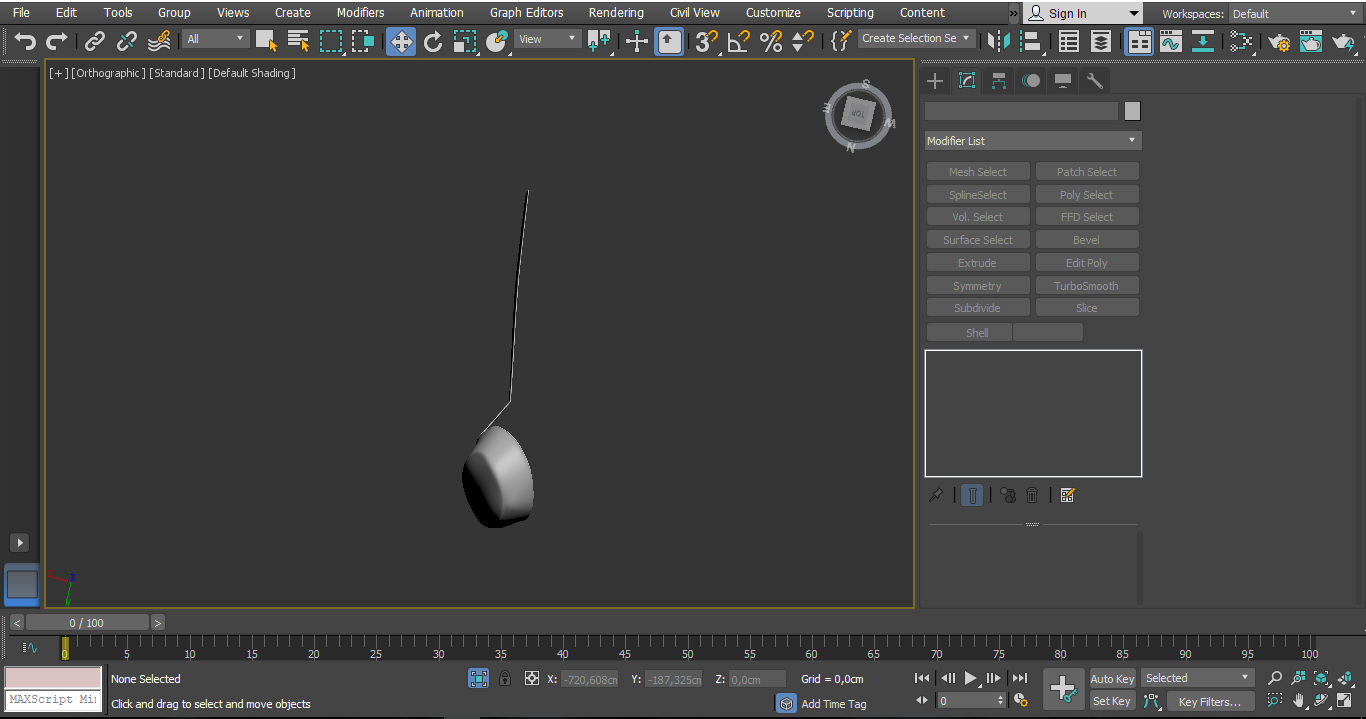 File Edit Tools Group Views Create Modifiers Animation Graph Editors Rendering Civil View Customize Scripting Content » Sign In Workspaces: Default
All View 3 Create Selection Se
[+] [Orthographic] [Standard] [Default Shading]
S
E TOP W
N
Modifier List
Mesh Select Patch Select
SplineSelect Poly Select
Vol. Select FFD Select
Surface Select Bevel
Extrude Edit Poly
Symmetry TurboSmooth
Subdivide Slice
Shell
z
< 0 / 100 >
0 5 10 15 20 25 30 35 40 45 50 55 60 65 70 75 80 85 90 95 100
None Selected X: -720,608cm Y: -187,325cm Z: 0,0cm Grid = 0,0cm Auto Key Selected
MAXScript Mi Click and drag to select and move objects Add Time Tag 0 Set Key Key Filters...